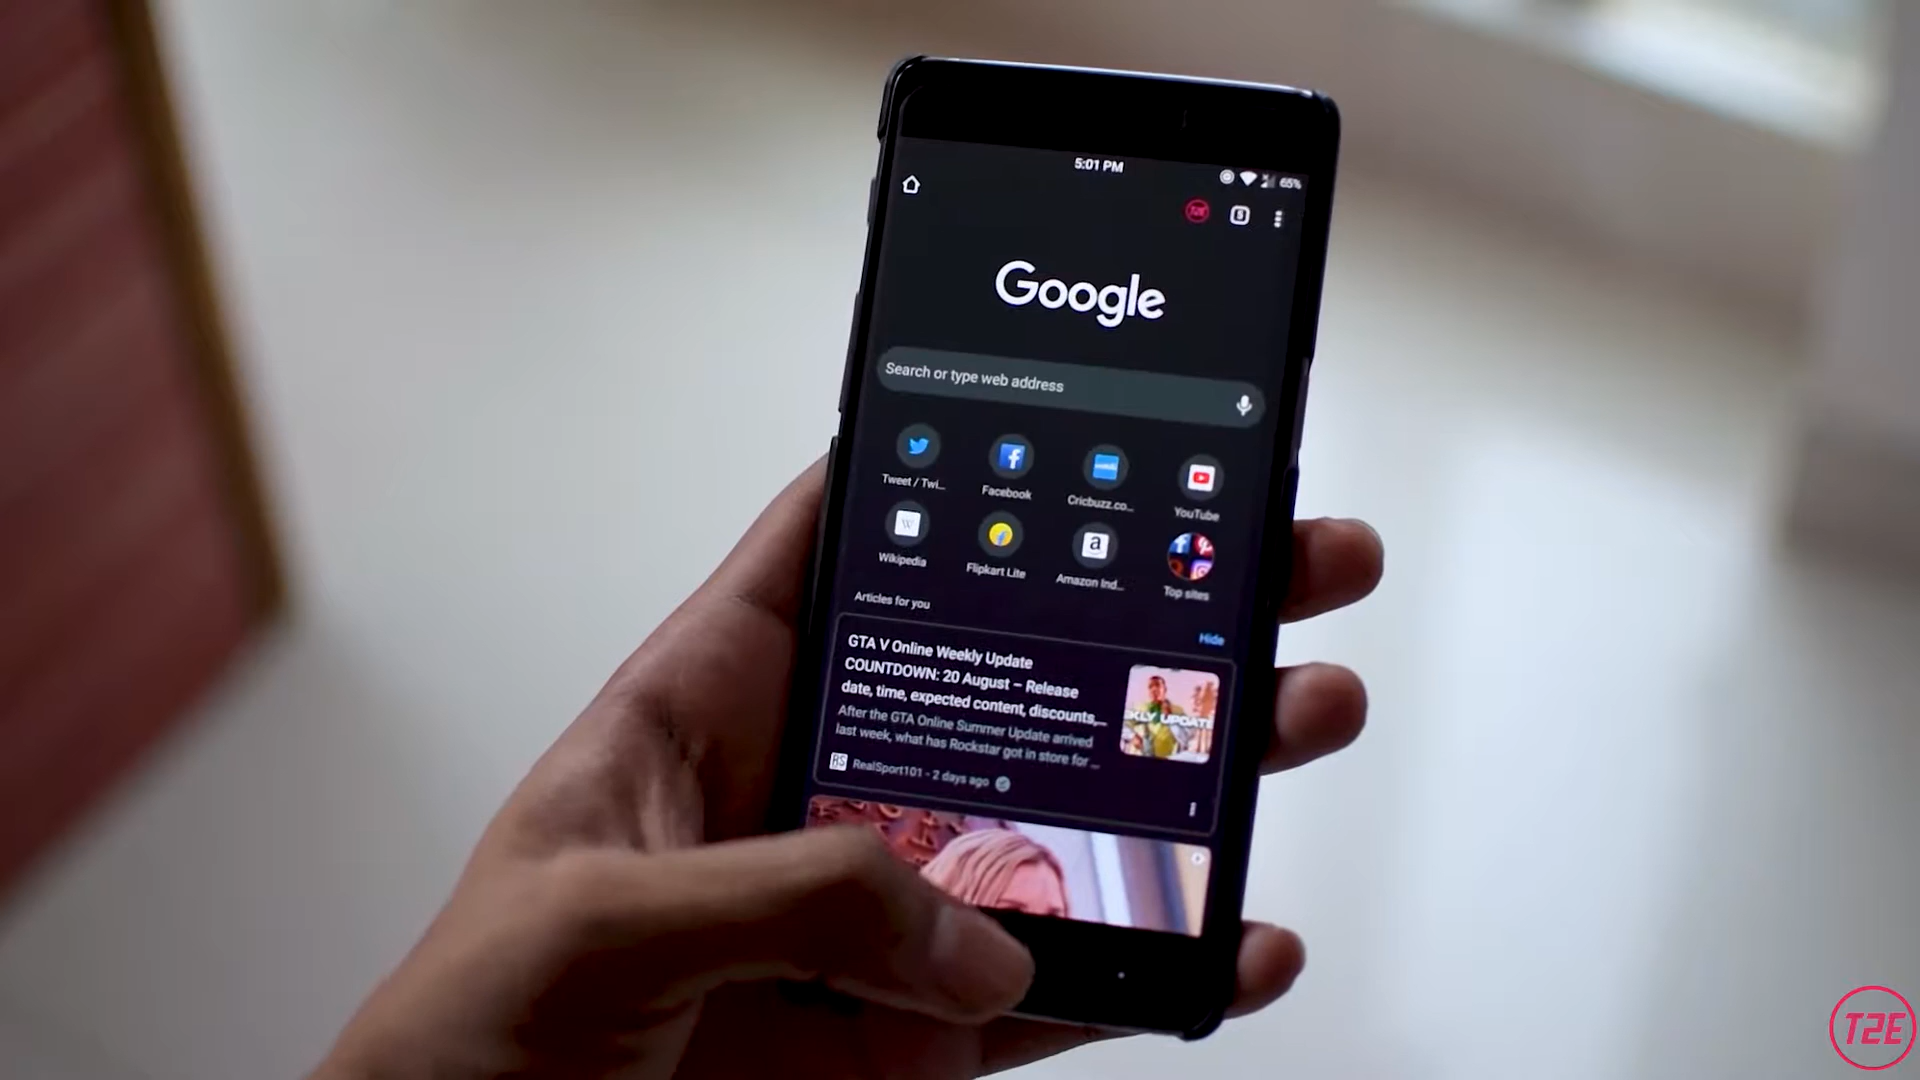 5:01 PM
65%
T2E
5
Google
Search or type web address
Tweet / Twi...
Facebook
Cricbuzz.co...
YouTube
W
Wikipedia
Flipkart Lite
a
Amazon Ind...
Top sites
Articles for you
Hide
GTA V Online Weekly Update
COUNTDOWN: 20 August – Release
date, time, expected content, discounts,...
After the GTA Online Summer Update arrived
last week, what has Rockstar got in store for ...
EKLY UPDAT
RS RealSport101 - 2 days ago
T2E